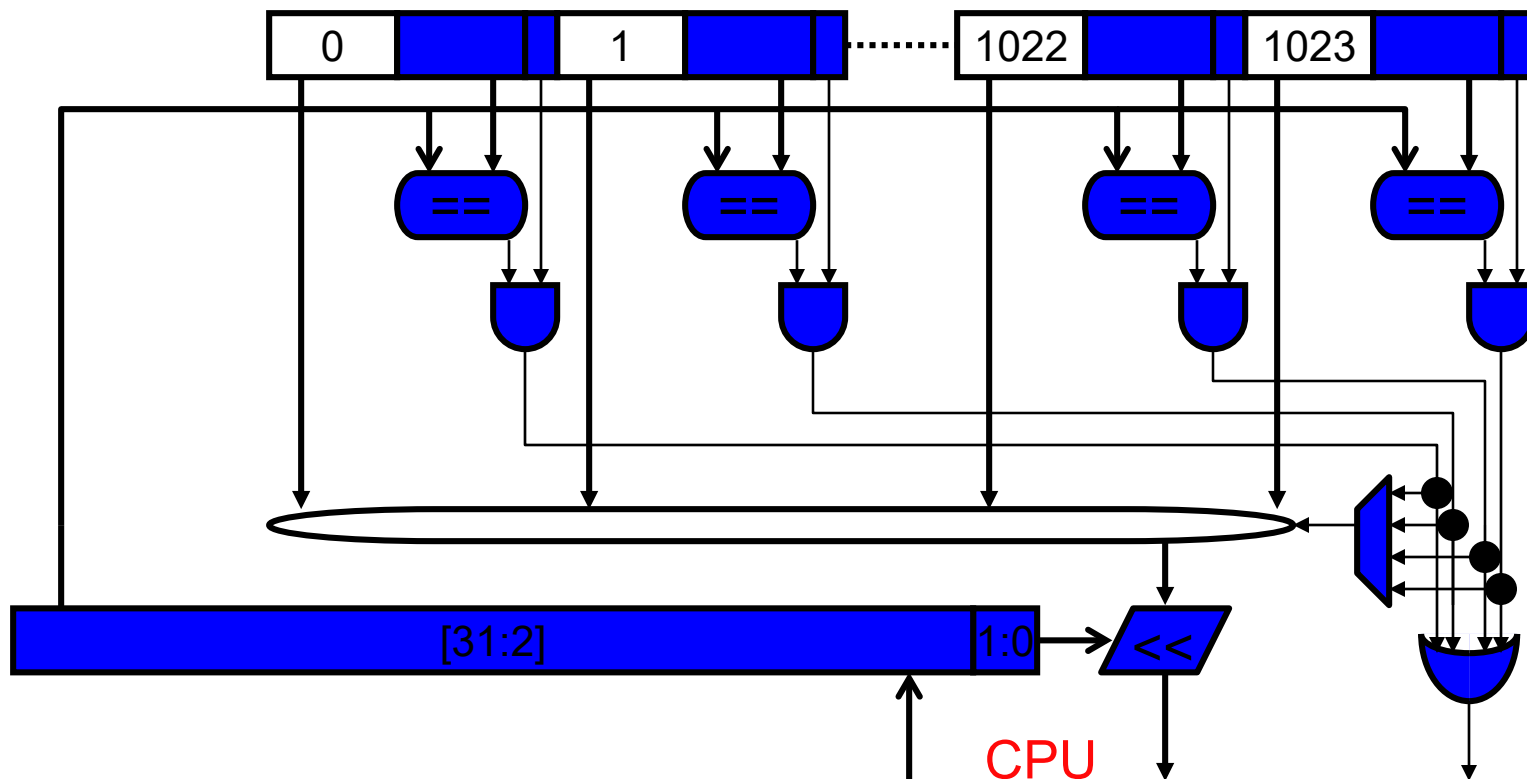 0 1 1022 1023
== == == ==
[31:2] 1:0 <<
CPU